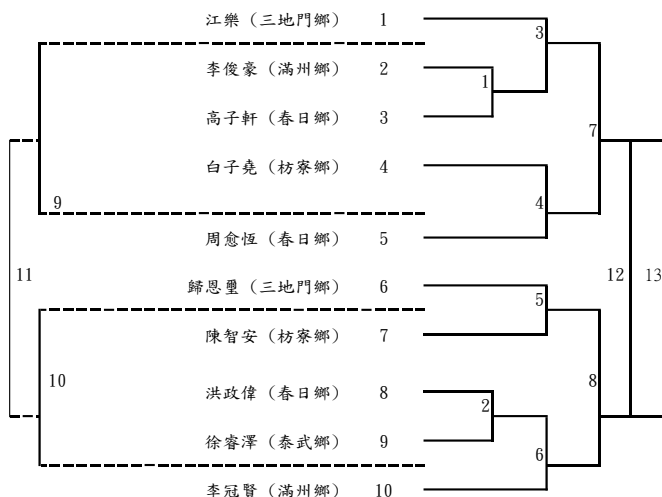 江樂（三地門鄉） 1
3
李俊豪（滿州鄉） 2
1
高子軒（春日鄉） 3
7
白子堯（枋寮鄉） 4
9
4
周愈恆（春日鄉） 5
11
12
13
歸恩璽（三地門鄉） 6
5
陳智安（枋寮鄉） 7
10
8
洪政偉（春日鄉） 8
2
徐睿澤（泰武鄉） 9
6
李冠賢（滿州鄉） 10